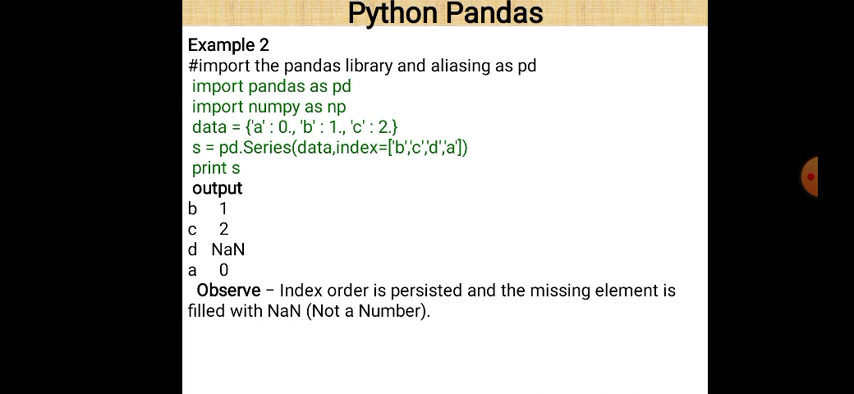 Python Pandas
Example 2
#import the pandas library and aliasing as pd
import pandas as pd
import numpy as np
data = {'a' : 0., 'b' : 1., 'c' : 2.}
s = pd.Series(data,index=['b','c','d','a'])
print s
output
b 1
c 2
d NaN
a 0
Observe − Index order is persisted and the missing element is
filled with NaN (Not a Number).